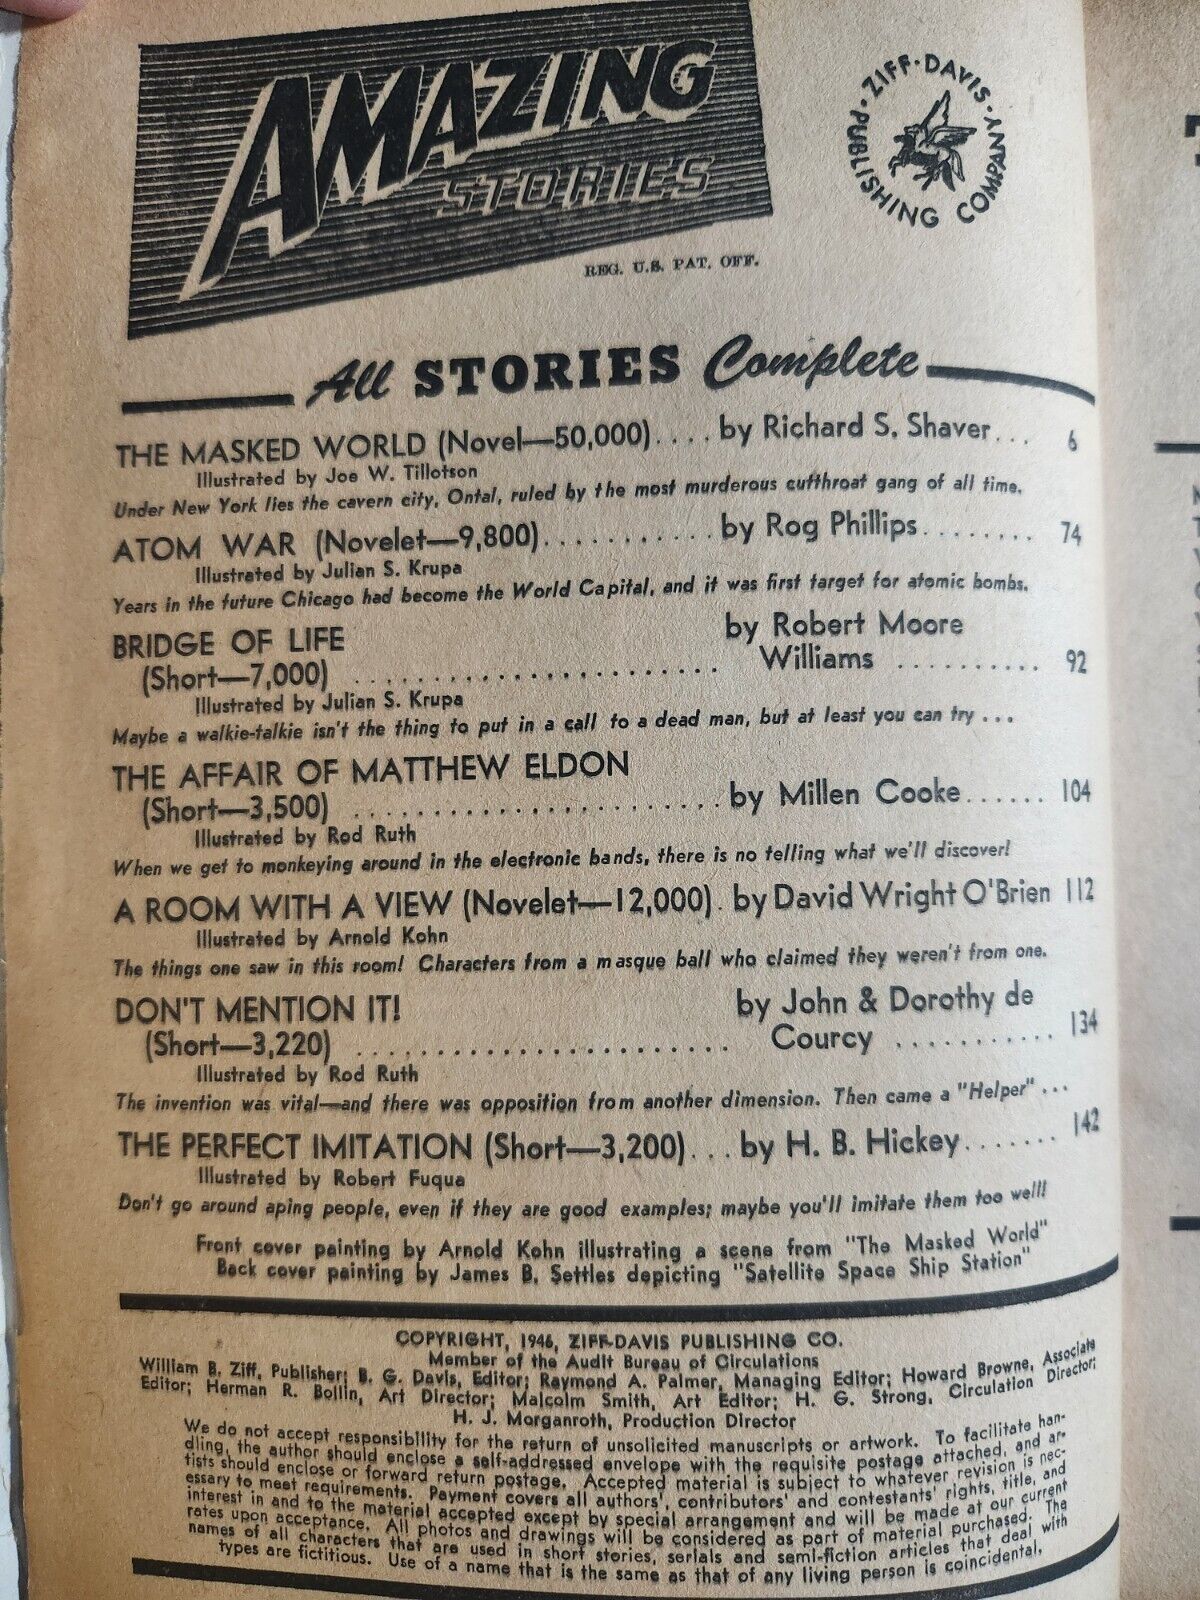 AMAZING
STORIES
ZIFF-DAVIS PUBLISHING COMPANY
REG. U.S. PAT. OFF.
All STORIES Complete
THE MASKED WORLD (Novel—50,000).... by Richard S. Shaver... 6
Illustrated by Joe W. Tillotson
Under New York lies the cavern city, Ontal, ruled by the most murderous cutthroat gang of all time.
ATOM WAR (Novelet—9,800)............ by Rog Phillips........ 74
Illustrated by Julian S. Krupa
Years in the future Chicago had become the World Capital, and it was first target for atomic bombs.
BRIDGE OF LIFE by Robert Moore
(Short—7,000) ........................ Williams .......... 92
Illustrated by Julian S. Krupa
Maybe a walkie-talkie isn't the thing to put in a call to a dead man, but at least you can try ...
THE AFFAIR OF MATTHEW ELDON
(Short—3,500) ........................ by Millen Cooke...... 104
Illustrated by Rod Ruth
When we get to monkeying around in the electronic bands, there is no telling what we'll discover!
A ROOM WITH A VIEW (Novelet—12,000). by David Wright O'Brien 112
Illustrated by Arnold Kohn
The things one saw in this room! Characters from a masque ball who claimed they weren't from one.
DON'T MENTION IT! by John & Dorothy de
(Short—3,220) ........................ Courcy ........... 134
Illustrated by Rod Ruth
The invention was vital—and there was opposition from another dimension. Then came a "Helper" ...
THE PERFECT IMITATION (Short—3,200)... by H. B. Hickey....... 142
Illustrated by Robert Fuqua
Don't go around aping people, even if they are good examples; maybe you'll imitate them too well!
Front cover painting by Arnold Kohn illustrating a scene from "The Masked World"
Back cover painting by James B. Settles depicting "Satellite Space Ship Station"
COPYRIGHT, 1946, ZIFF-DAVIS PUBLISHING CO.
Member of the Audit Bureau of Circulations
William B. Ziff, Publisher; B. G. Davis, Editor; Raymond A. Palmer, Managing Editor; Howard Browne, Associate
Editor; Herman R. Bollin, Art Director; Malcolm Smith, Art Editor; H. G. Strong, Circulation Director;
H. J. Morganroth, Production Director
We do not accept responsibility for the return of unsolicited manuscripts or artwork. To facilitate han-
dling, the author should enclose a self-addressed envelope with the requisite postage attached, and ar-
tists should enclose or forward return postage. Accepted material is subject to whatever revision is nec-
essary to meet requirements. Payment covers all authors', contributors' and contestants' rights, title, and
interest in and to the material accepted except by special arrangement and will be made at our current
rates upon acceptance. All photos and drawings will be considered as part of material purchased. The
names of all characters that are used in short stories, serials and semi-fiction articles that deal with
types are fictitious. Use of a name that is the same as that of any living person is coincidental.